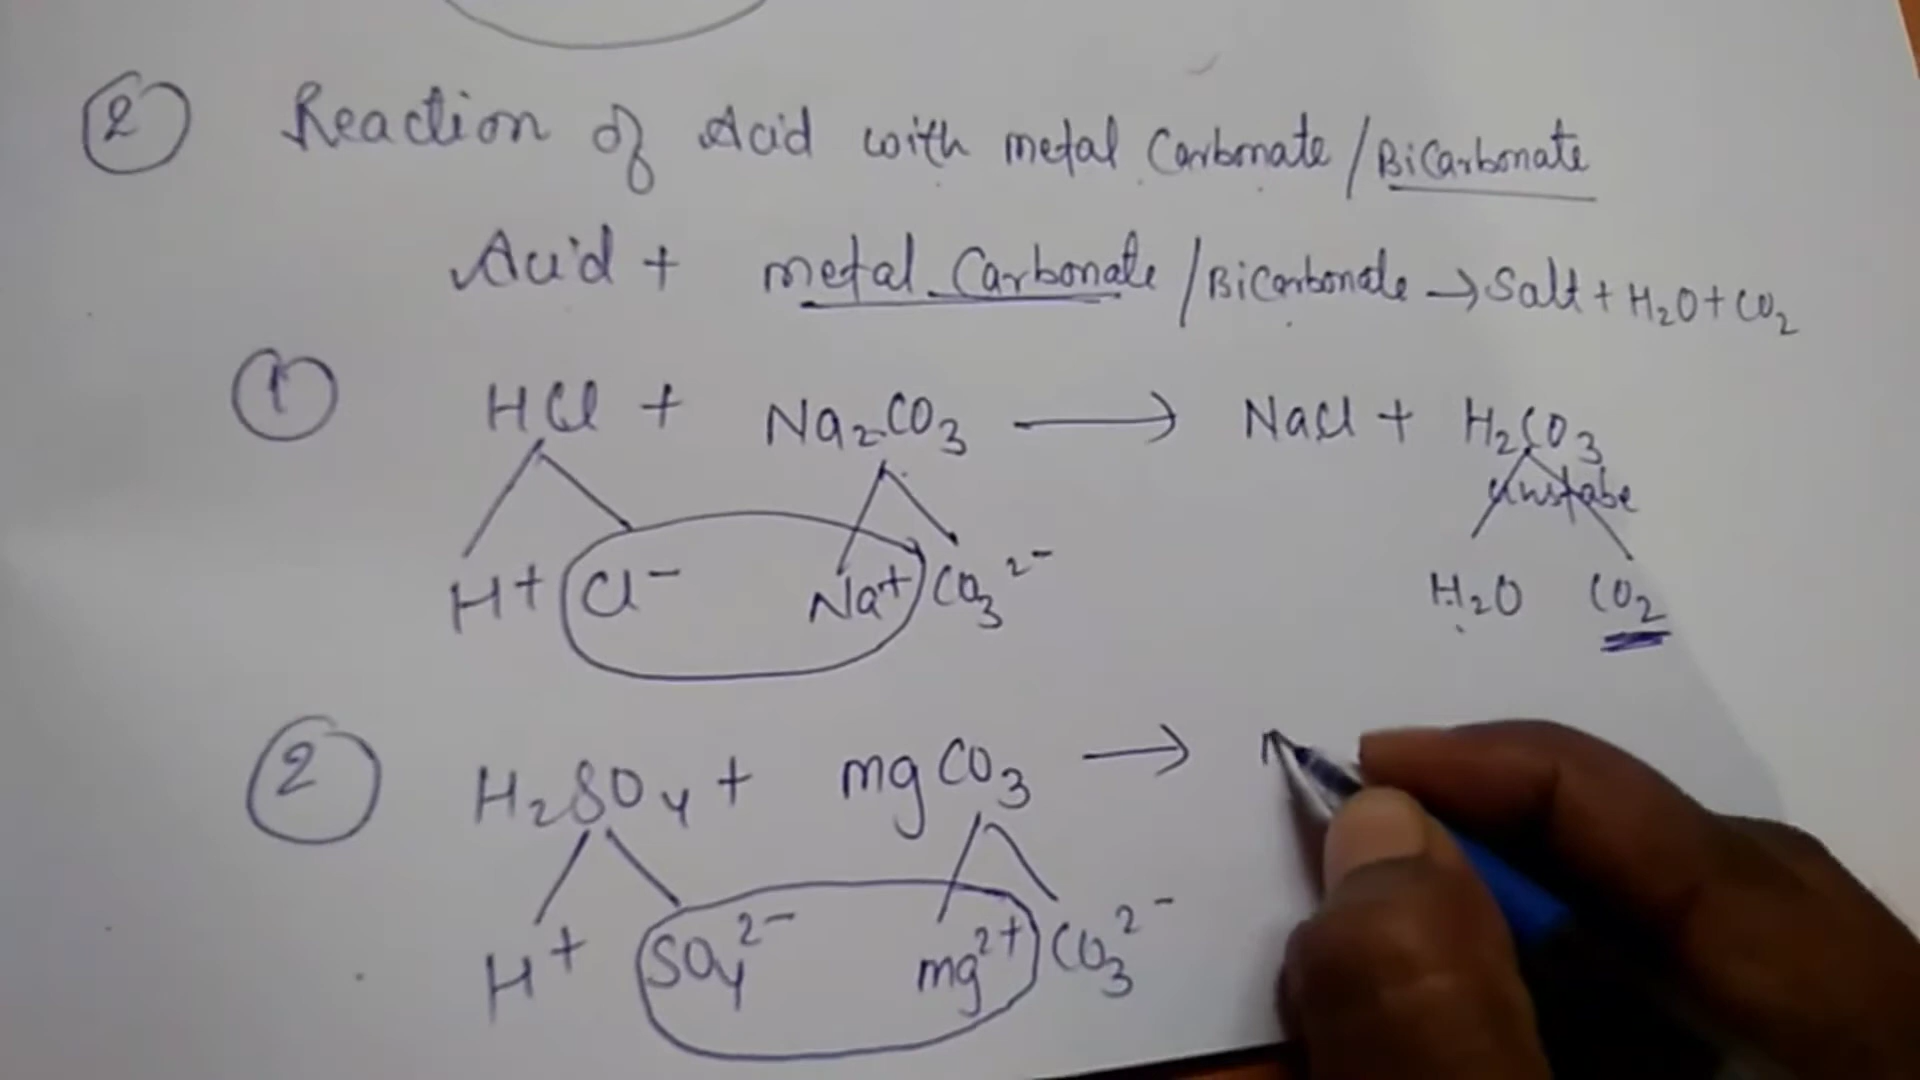 ② Reaction of Acid with metal Carbonate / BiCarbonate
Acid + metal Carbonate / BiCarbonate → Salt + H₂O + CO₂
① HCl + Na₂CO₃ → NaCl + H₂CO₃
unstabe
H⁺ Cl⁻ Na⁺ CO₃²⁻ H₂O CO₂
② H₂SO₄ + mgCO₃ →
H⁺ SO₄²⁻ mg²⁺ CO₃²⁻